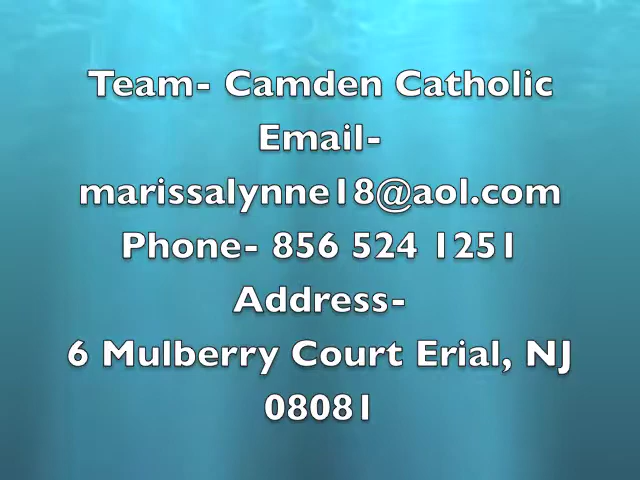 Team- Camden Catholic
Email-
marissalynne18@aol.com
Phone- 856 524 1251
Address-
6 Mulberry Court Erial, NJ
08081